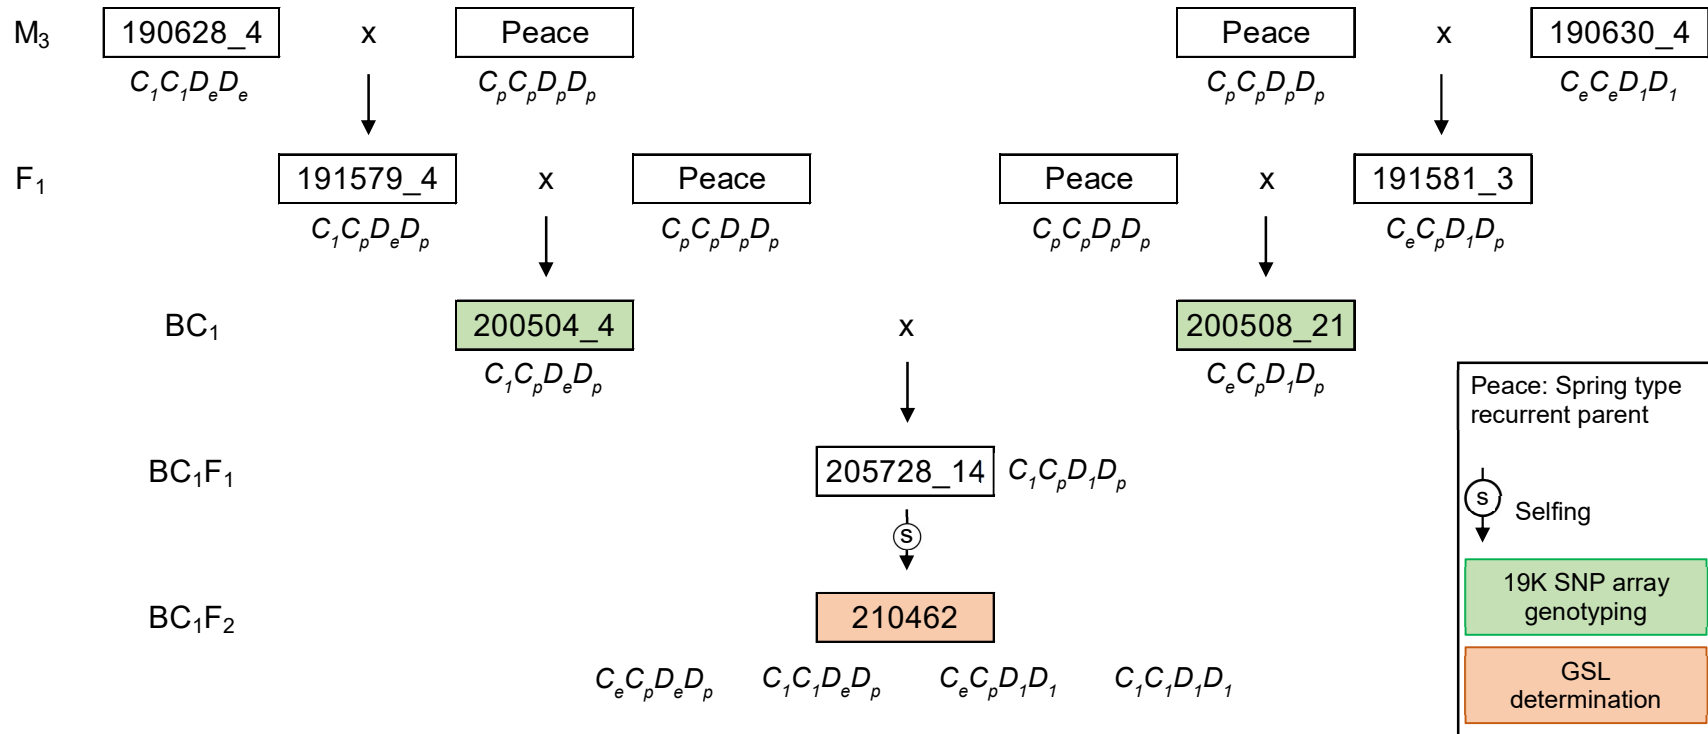 M₃ 190628_4 x Peace Peace x 190630_4
C₁C₁DₑDₑ CₚCₚDₚDₚ CₚCₚDₚDₚ CₑCₑD₁D₁
F₁ 191579_4 x Peace Peace x 191581_3
C₁CₚDₑDₚ CₚCₚDₚDₚ CₚCₚDₚDₚ CₑCₚD₁Dₚ
BC₁ 200504_4 x 200508_21
C₁CₚDₑDₚ CₑCₚD₁Dₚ
BC₁F₁ 205728_14 C₁CₚD₁Dₚ
S
BC₁F₂ 210462
CₑCₚDₑDₚ C₁C₁DₑDₚ CₑCₚD₁D₁ C₁C₁D₁D₁
Peace: Spring type
recurrent parent
S Selfing
19K SNP array
genotyping
GSL
determination